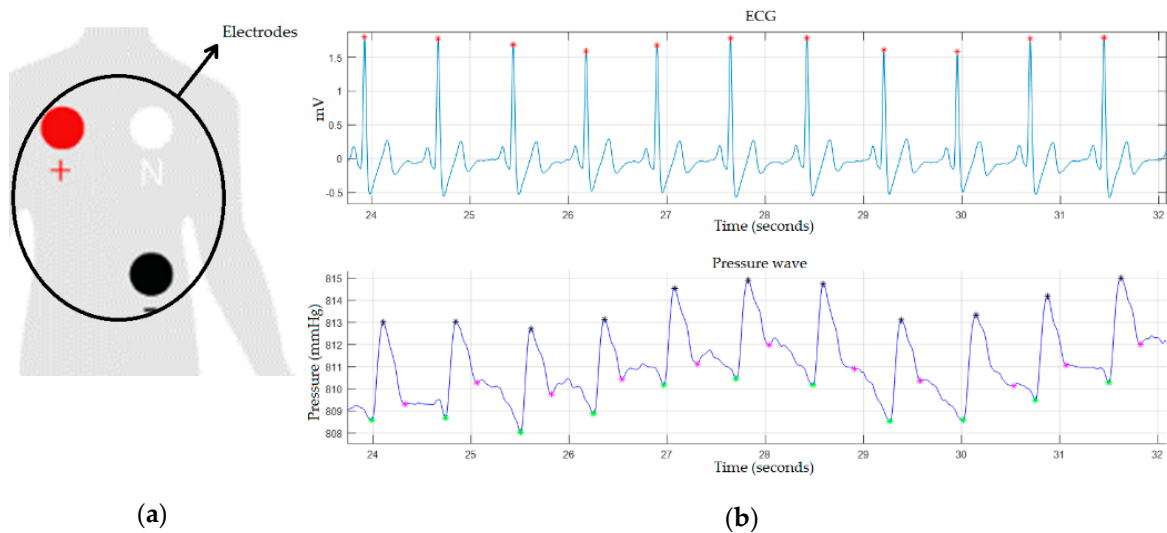 Electrodes
+
N
-
ECG
mV
1.5
1
0.5
0
-0.5
24 25 26 27 28 29 30 31 32
Time (seconds)
Pressure wave
Pressure (mmHg)
815
814
813
812
811
810
809
808
24 25 26 27 28 29 30 31 32
Time (seconds)
(a)
(b)